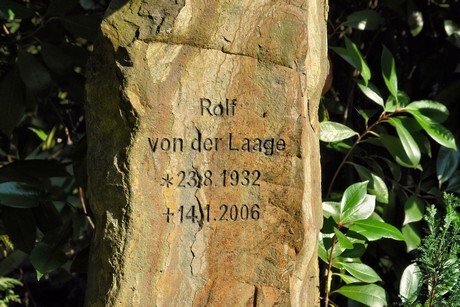 Rolf
von der Laage
*23.8.1932
+14.1.2006